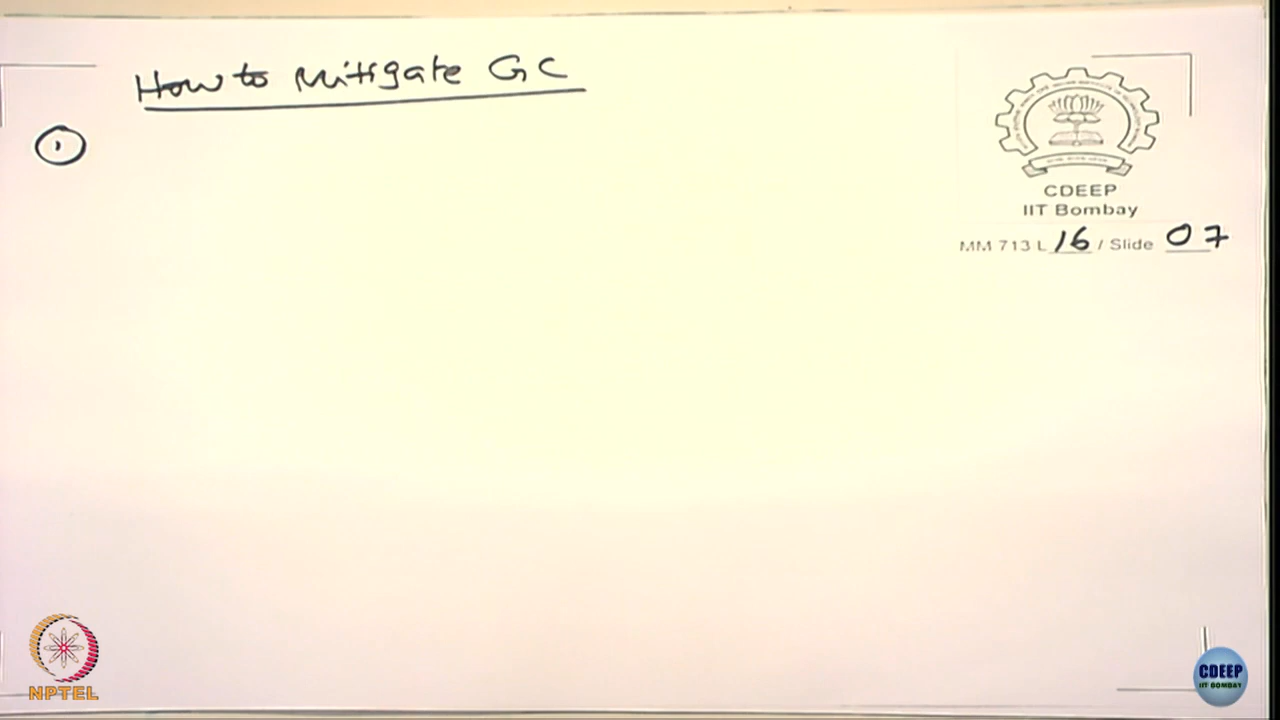 How to mitigate GC
1
CDEEP
IIT Bombay
MM 713 L 16 / Slide 07
NPTEL
CDEEP
IIT BOMBAY